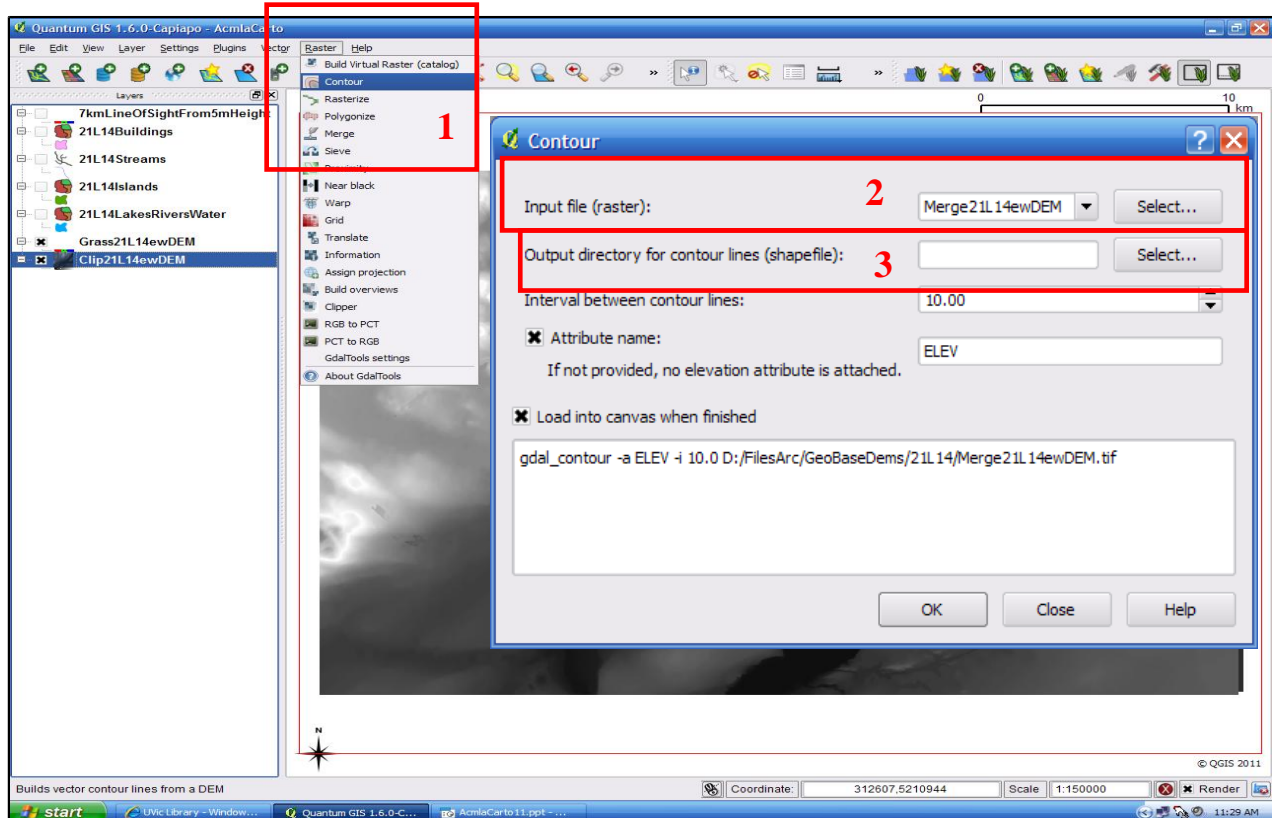 Quantum GIS 1.6.0-Capiapo - AcmlaCarto
File Edit View Layer Settings Plugins Vector Raster Help
Layers
7kmLineOfSightFrom5mHeight
21L14Buildings
21L14Streams
21L14Islands
21L14LakesRiversWater
Grass21L14ewDEM
Clip21L14ewDEM
Build Virtual Raster (catalog)
Contour
Rasterize
Polygonize
Merge
Sieve
Proximity
Near black
Warp
Grid
Translate
Information
Assign projection
Build overviews
Clipper
RGB to PCT
PCT to RGB
GdalTools settings
About GdalTools
1
0 10
km
Contour
Input file (raster): 2 Merge21L14ewDEM Select...
Output directory for contour lines (shapefile): 3 Select...
Interval between contour lines: 10.00
Attribute name:
ELEV
If not provided, no elevation attribute is attached.
Load into canvas when finished
gdal_contour -a ELEV -i 10.0 D:/FilesArc/GeoBaseDems/21L14/Merge21L14ewDEM.tif
OK Close Help
N
© QGIS 2011
Builds vector contour lines from a DEM Coordinate: 312607,5210944 Scale 1:150000 Render
start UVic Library - Window... Quantum GIS 1.6.0-C... AcmlaCarto11.ppt - ... 11:29 AM